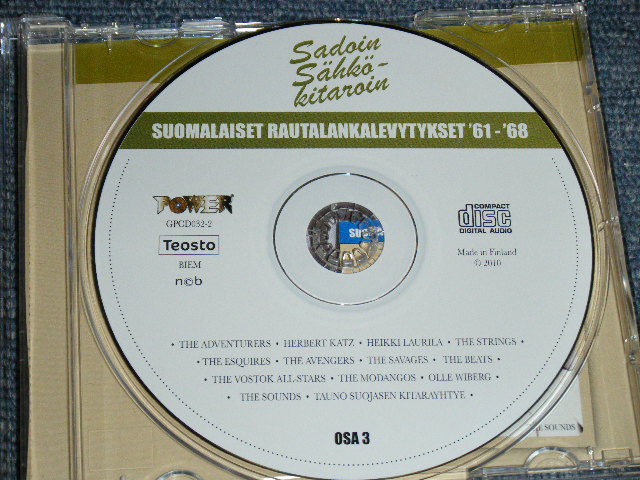 Sadoin
Sähkö-
kitaroin
SUOMALAISET RAUTALANKALEVYTYKSET '61 - '68
POWER
GPCD032-2
Teosto
BIEM
n©b
COMPACT
disc
DIGITAL AUDIO
Made in Finland
© 2010
• THE ADVENTURERS • HERBERT KATZ • HEIKKI LAURILA • THE STRINGS •
• THE ESQUIRES • THE AVENGERS • THE SAVAGES • THE BEATS •
THE VOSTOK ALL-STARS • THE MODANGOS • OLLE WIBERG •
THE SOUNDS • TAUNO SUOJASEN KITARAYHTYE •
OSA 3
SOUNDS